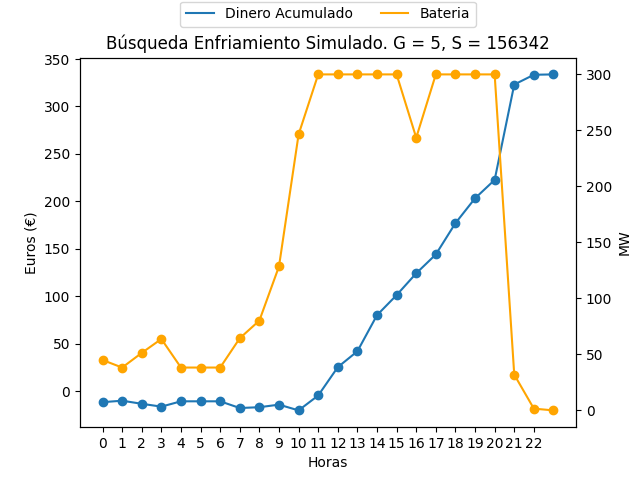 Dinero Acumulado Bateria
Búsqueda Enfriamiento Simulado. G = 5, S = 156342
350
300
250
200
150
100
50
0
Euros (€)
300
250
200
150
100
50
0
MW
0 1 2 3 4 5 6 7 8 9 10 11 12 13 14 15 16 17 18 19 20 21 22
Horas